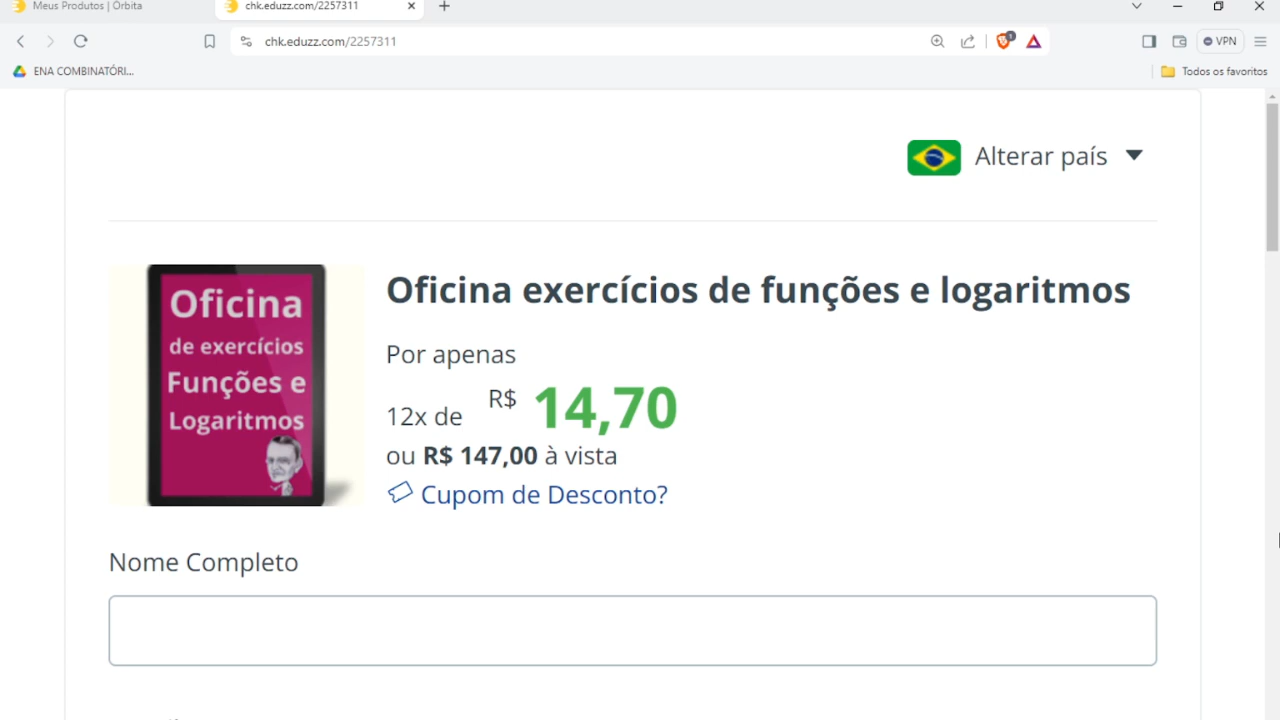 Meus Produtos | Órbita
chk.eduzz.com/2257311
chk.eduzz.com/2257311
VPN
ENA COMBINATÓRI...
Todos os favoritos
Alterar país
Oficina
de exercícios
Funções e
Logaritmos
Oficina exercícios de funções e logaritmos
Por apenas
12x de R$ 14,70
ou R$ 147,00 à vista
Cupom de Desconto?
Nome Completo